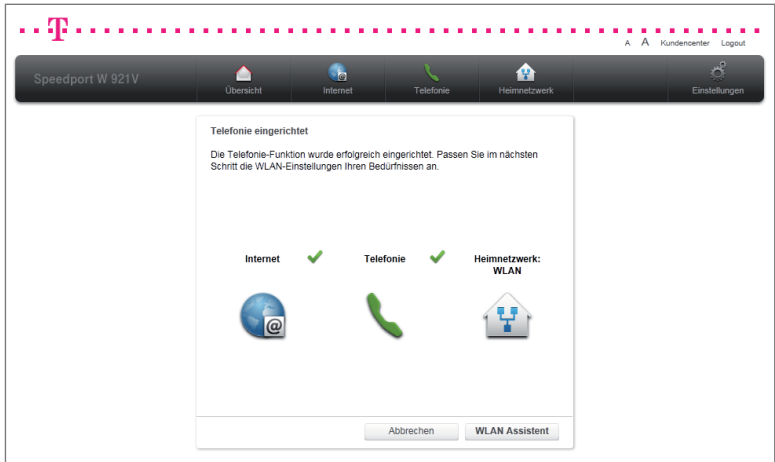 T
A A Kundencenter Logout
Speedport W 921V
Übersicht Internet Telefonie Heimnetzwerk Einstellungen
Telefonie eingerichtet
Die Telefonie-Funktion wurde erfolgreich eingerichtet. Passen Sie im nächsten
Schritt die WLAN-Einstellungen Ihren Bedürfnissen an.
Internet Telefonie Heimnetzwerk:
WLAN
@
Abbrechen WLAN Assistent